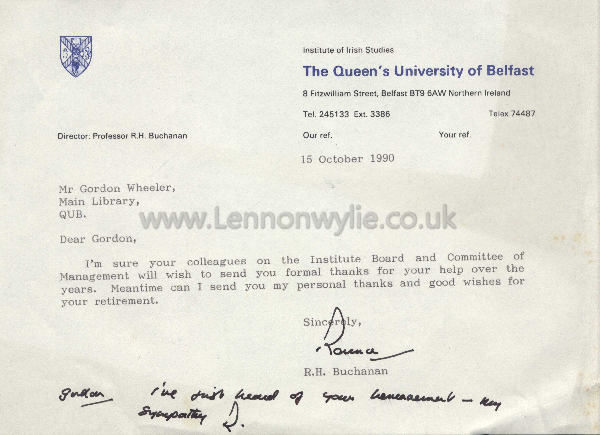 Institute of Irish Studies
The Queen's University of Belfast
8 Fitzwilliam Street, Belfast BT9 6AW Northern Ireland
Tel. 245133 Ext. 3386 Telex 74487
Director: Professor R.H. Buchanan Our ref. Your ref.
15 October 1990
Mr Gordon Wheeler,
Main Library,
QUB.
www.Lennonwylie.co.uk
Dear Gordon,
I'm sure your colleagues on the Institute Board and Committee of
Management will wish to send you formal thanks for your help over the
years. Meantime can I send you my personal thanks and good wishes for
your retirement.
Sincerely,
R.H. Buchanan
Gordon I've just heard of your bereavement – my
sympathy R.